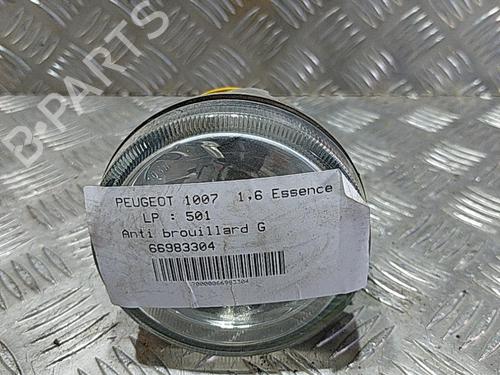 B-PARTS
PEUGEOT 1007 1,6 Essence
LP : 501
Anti brouillard G
66983304